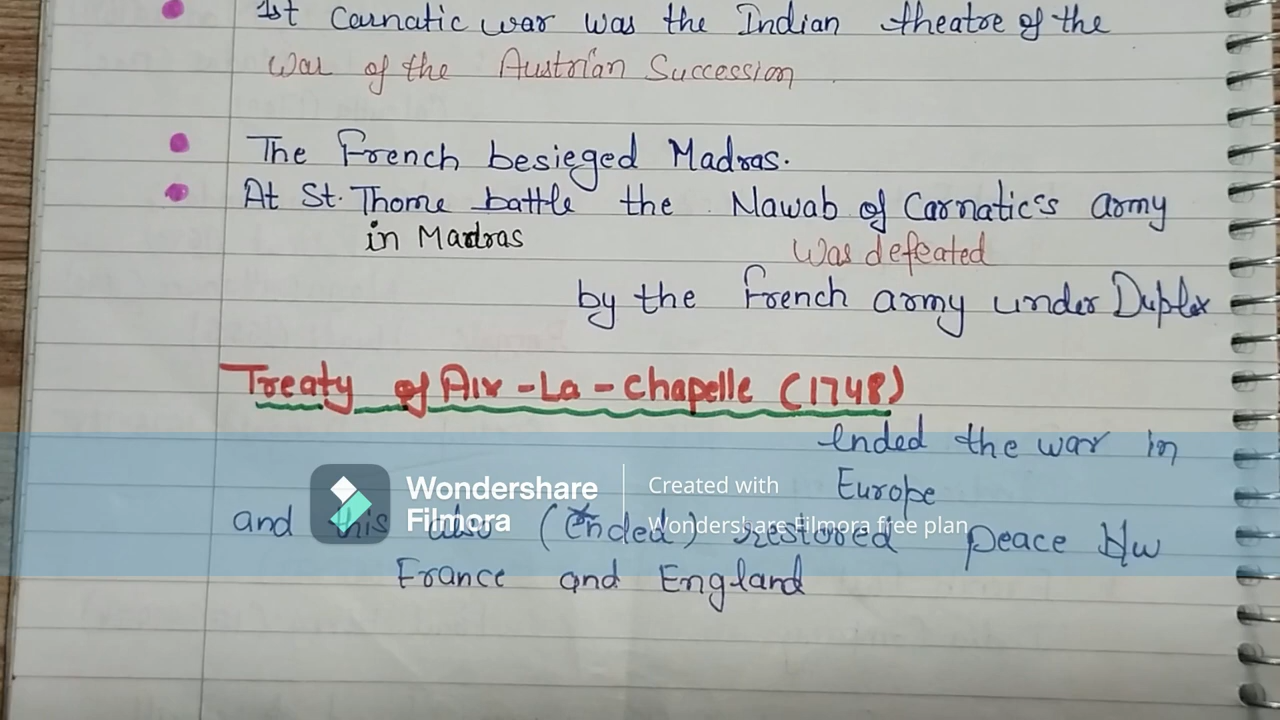 1st Carnatic war was the Indian theatre of the
War of the Austrian Succession
The French besieged Madras.
At St. Thome battle the Nawab of Carnatic's army
in Madras was defeated
by the French army under Duplex
Treaty of Aix-La-Chapelle (1748)
ended the war in
Europe
Wondershare
Filmora
Created with
Wondershare Filmora free plan
and this also (ended) restored peace b/w
France and England